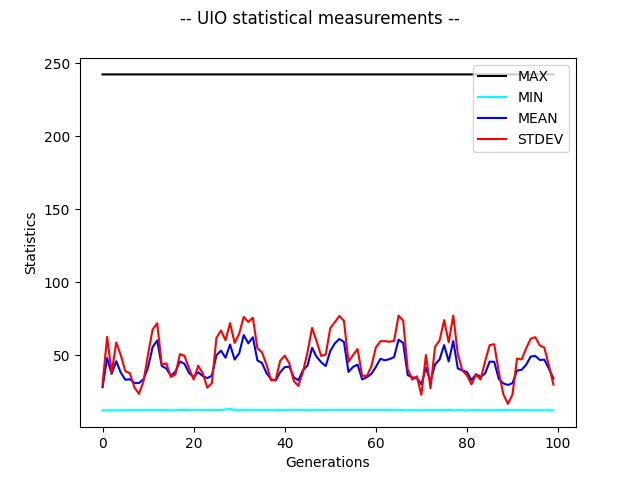 -- UIO statistical measurements --
250
200
150
100
50
Statistics
MAX
MIN
MEAN
STDEV
0 20 40 60 80 100
Generations